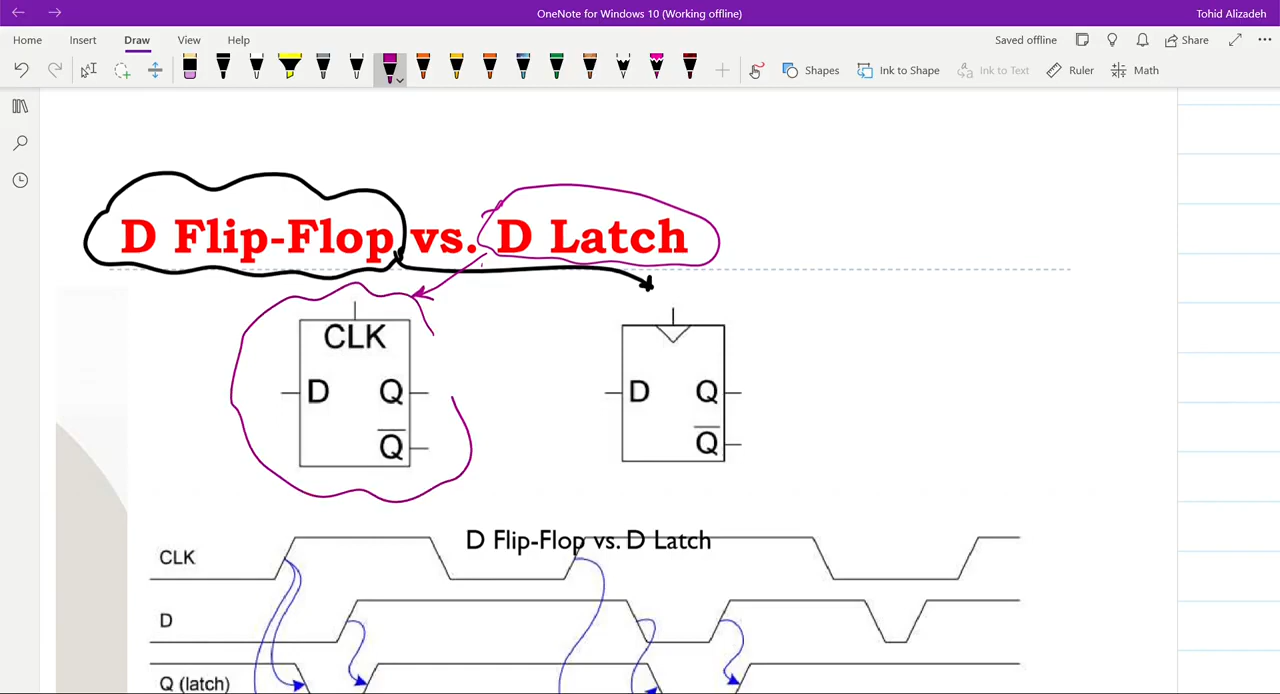 OneNote for Windows 10 (Working offline)
Tohid Alizadeh
Home Insert Draw View Help
Saved offline
Share
Shapes
Ink to Shape
Ink to Text
Ruler
Math
D Flip-Flop vs. D Latch
CLK
D Q
Q̅
D Q
Q̅
D Flip-Flop vs. D Latch
CLK
D
Q (latch)